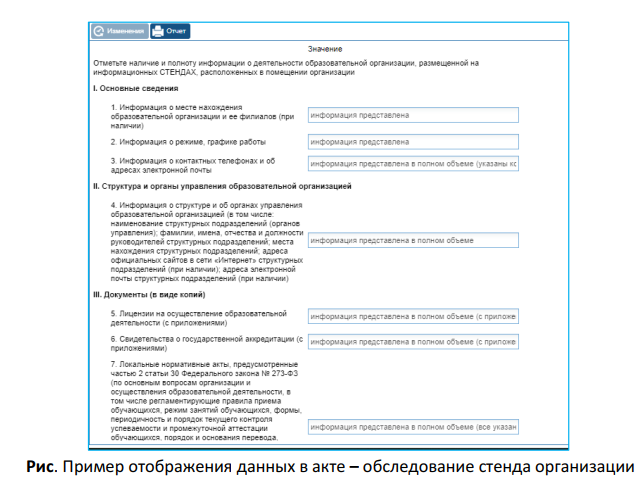 Изменения Отчет
Значение
Отметьте наличие и полноту информации о деятельности образовательной организации, размещенной на
информационных СТЕНДАХ, расположенных в помещении организации
I. Основные сведения
1. Информация о месте нахождения
образовательной организации и ее филиалов (при
наличии)
информация представлена
2. Информация о режиме, графике работы
информация представлена
3. Информация о контактных телефонах и об
адресах электронной почты
информация представлена в полном объеме (указаны кс
II. Структура и органы управления образовательной организацией
4. Информация о структуре и об органах управления
образовательной организацией (в том числе:
наименование структурных подразделений (органов
управления); фамилии, имена, отчества и должности
руководителей структурных подразделений; места
нахождения структурных подразделений; адреса
официальных сайтов в сети «Интернет» структурных
подразделений (при наличии); адреса электронной
почты структурных подразделений (при наличии)
информация представлена в полном объеме
III. Документы (в виде копий)
5. Лицензии на осуществление образовательной
деятельности (с приложениями)
информация представлена в полном объеме (с приложе
6. Свидетельства о государственной аккредитации (с
приложениями)
информация представлена в полном объеме (с приложе
7. Локальные нормативные акты, предусмотренные
частью 2 статьи 30 Федерального закона № 273-ФЗ
(по основным вопросам организации и
осуществления образовательной деятельности, в
том числе регламентирующие правила приема
обучающихся, режим занятий обучающихся, формы,
периодичность и порядок текущего контроля
успеваемости и промежуточной аттестации
обучающихся, порядок и основания перевода,
информация представлена в полном объеме (все указан
Рис. Пример отображения данных в акте – обследование стенда организации